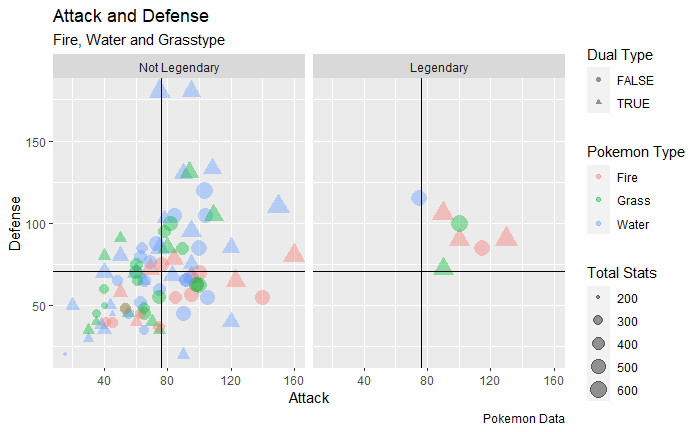 Attack and Defense
Fire, Water and Grasstype
Not Legendary
Legendary
Defense
150
100
50
40
80
120
160
40
80
120
160
Attack
Pokemon Data
Dual Type
FALSE
TRUE
Pokemon Type
Fire
Grass
Water
Total Stats
200
300
400
500
600